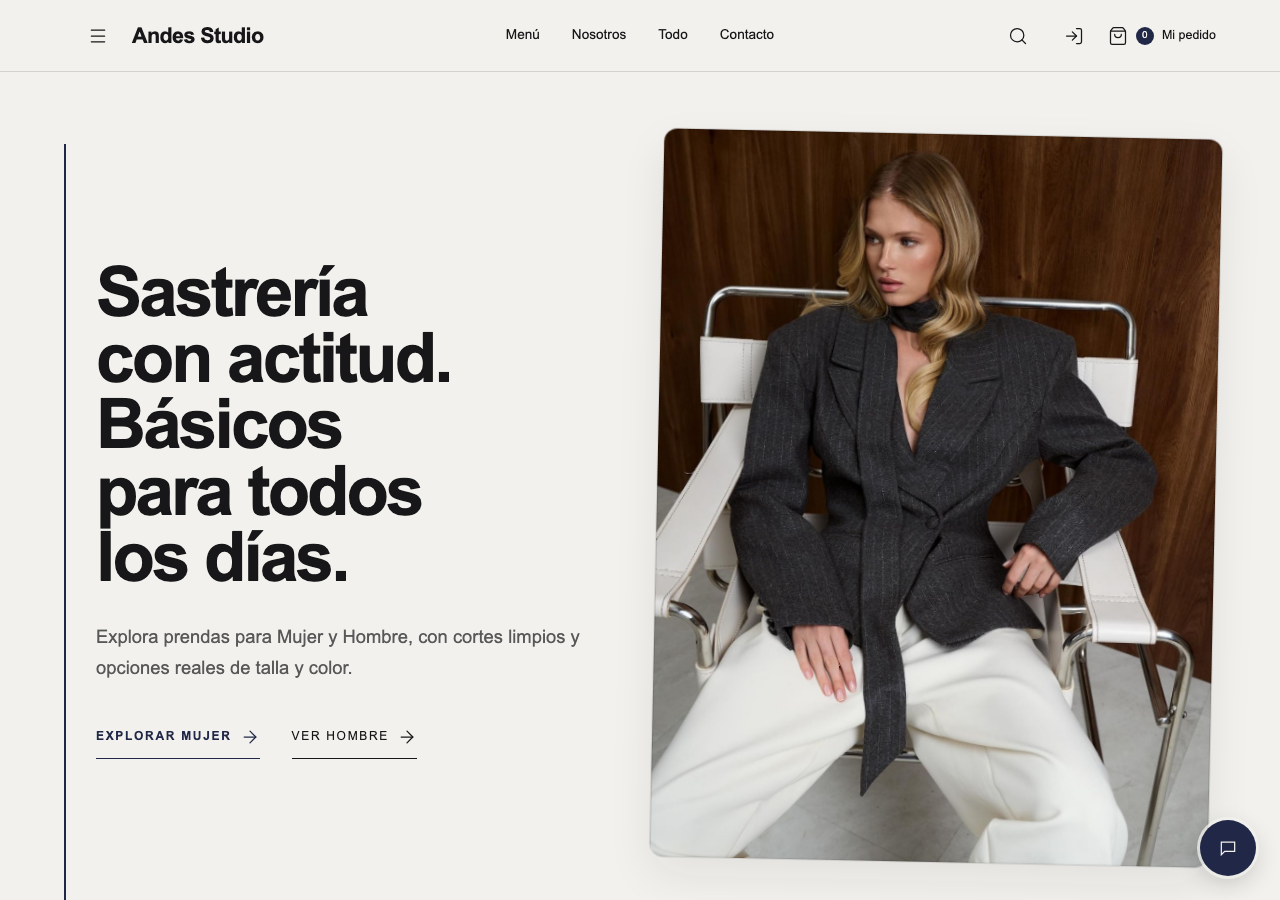 Andes Studio
Menú
Nosotros
Todo
Contacto
0
Mi pedido
Sastrería
con actitud.
Básicos
para todos
los días.
Explora prendas para Mujer y Hombre, con cortes limpios y
opciones reales de talla y color.
EXPLORAR MUJER
VER HOMBRE